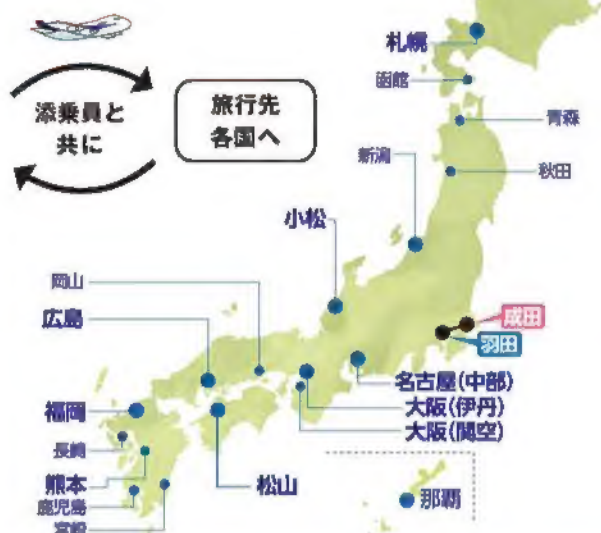 札幌
函館
添乗員と
共に
旅行先
各国へ
青森
新潟
秋田
小松
岡山
広島
成田
羽田
名古屋(中部)
大阪(伊丹)
大阪(関空)
福岡
長崎
熊本
松山
鹿児島
那覇
宮崎